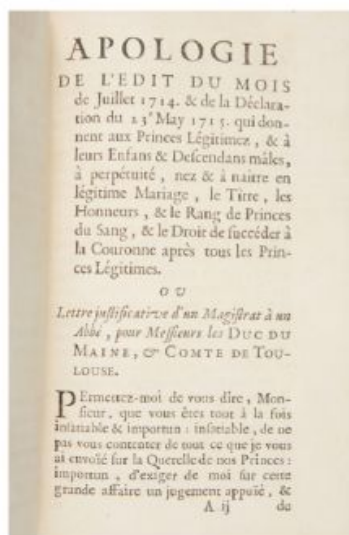 APOLOGIE
DE L'EDIT DU MOIS
de Juillet 1714. & de la Déclara-
tion du 23e May 1715. qui don-
nent aux Princes Légitimez, & à
leurs Enfans & Descendans mâles,
à perpétuité, nez & à naitre en
légitime Mariage, le Titre, les
Honneurs, & le Rang de Princes
du Sang, & le Droit de succéder à
la Couronne après tous les Prin-
ces Légitimes.
OU
Lettre justificative d'un Magistrat à un
Abbé, pour Messieurs les DUC DU
MAINE, & COMTE DE TOU-
LOUSE.
PErmettez-moi de vous dire, Mon-
sieur, que vous êtes tout à la fois
insatiable & importun : insatiable, de ne
pas vous contenter de tout ce que je vous
ai envoïé sur la Querelle de nos Princes :
importun, d'exiger de moi sur cette
grande affaire un jugement appuïé, &
A ij de